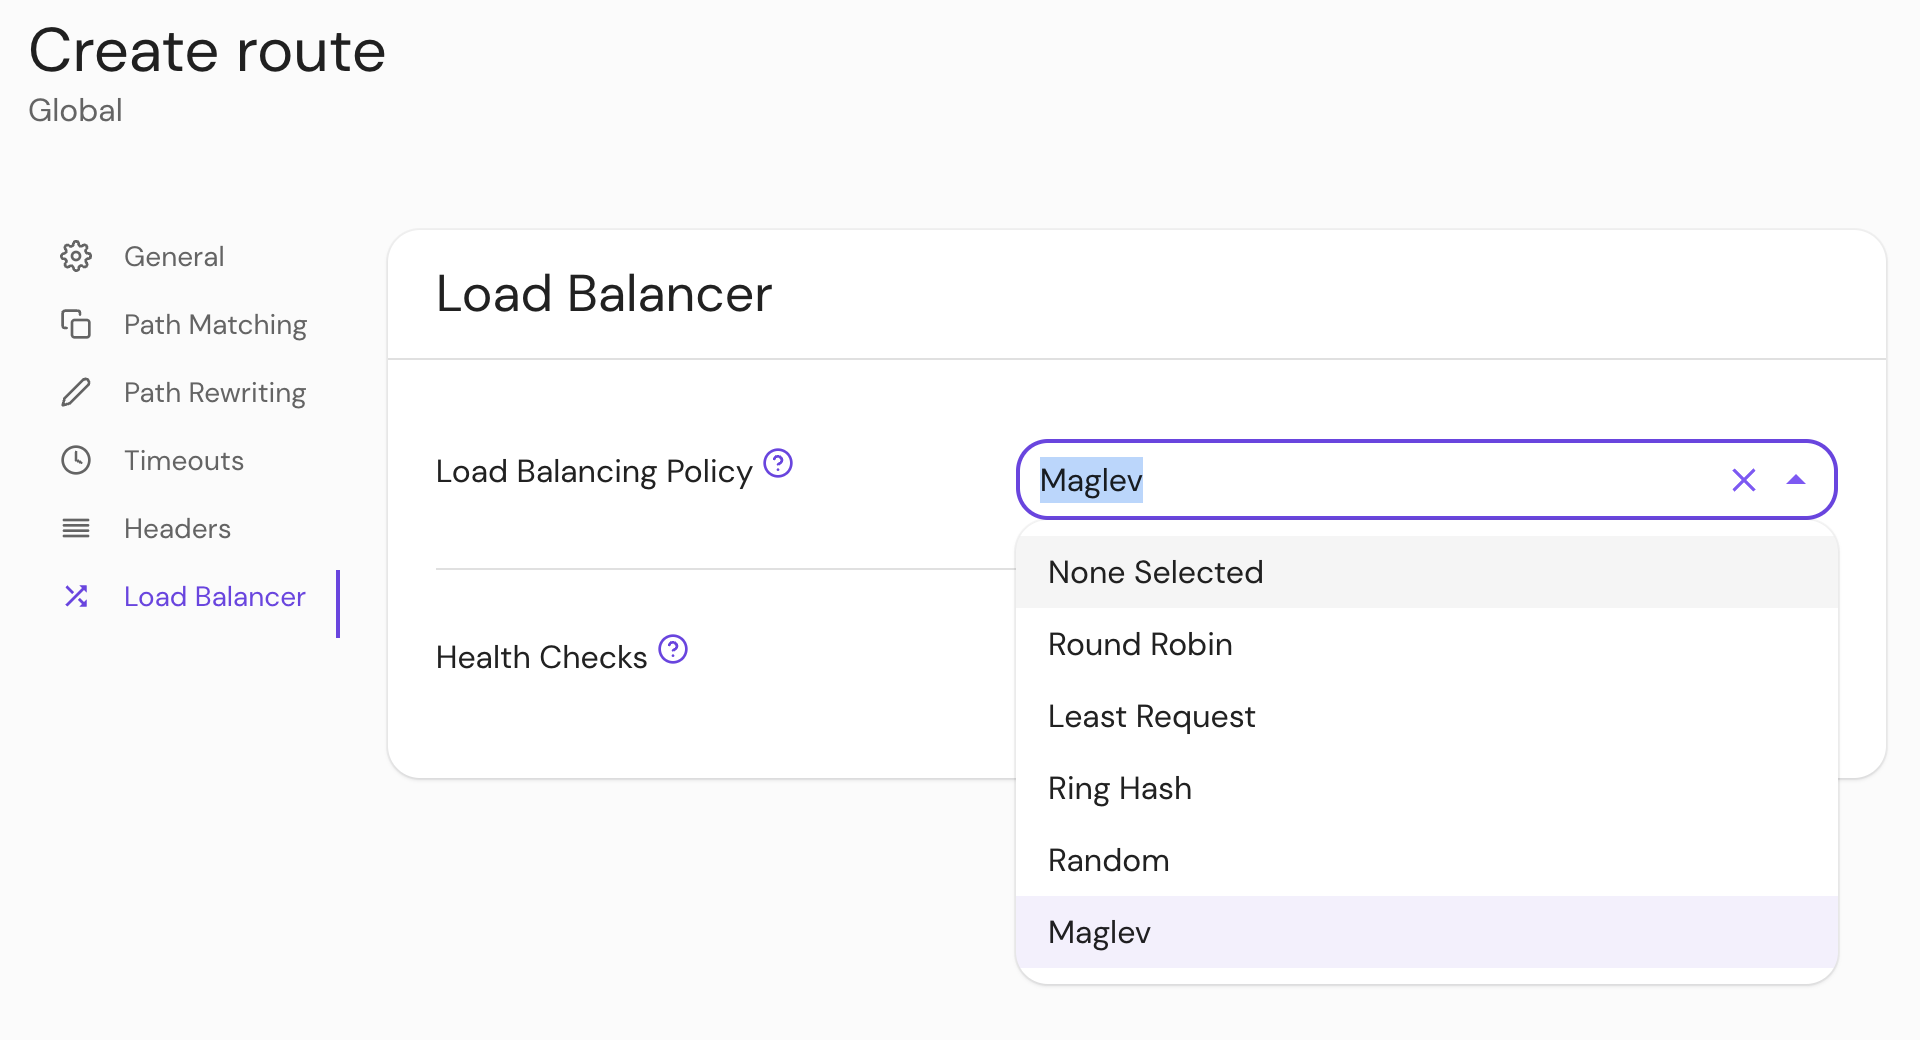 Create route
Global
General
Path Matching
Path Rewriting
Timeouts
Headers
Load Balancer
Load Balancer
Load Balancing Policy
Maglev
Health Checks
None Selected
Round Robin
Least Request
Ring Hash
Random
Maglev